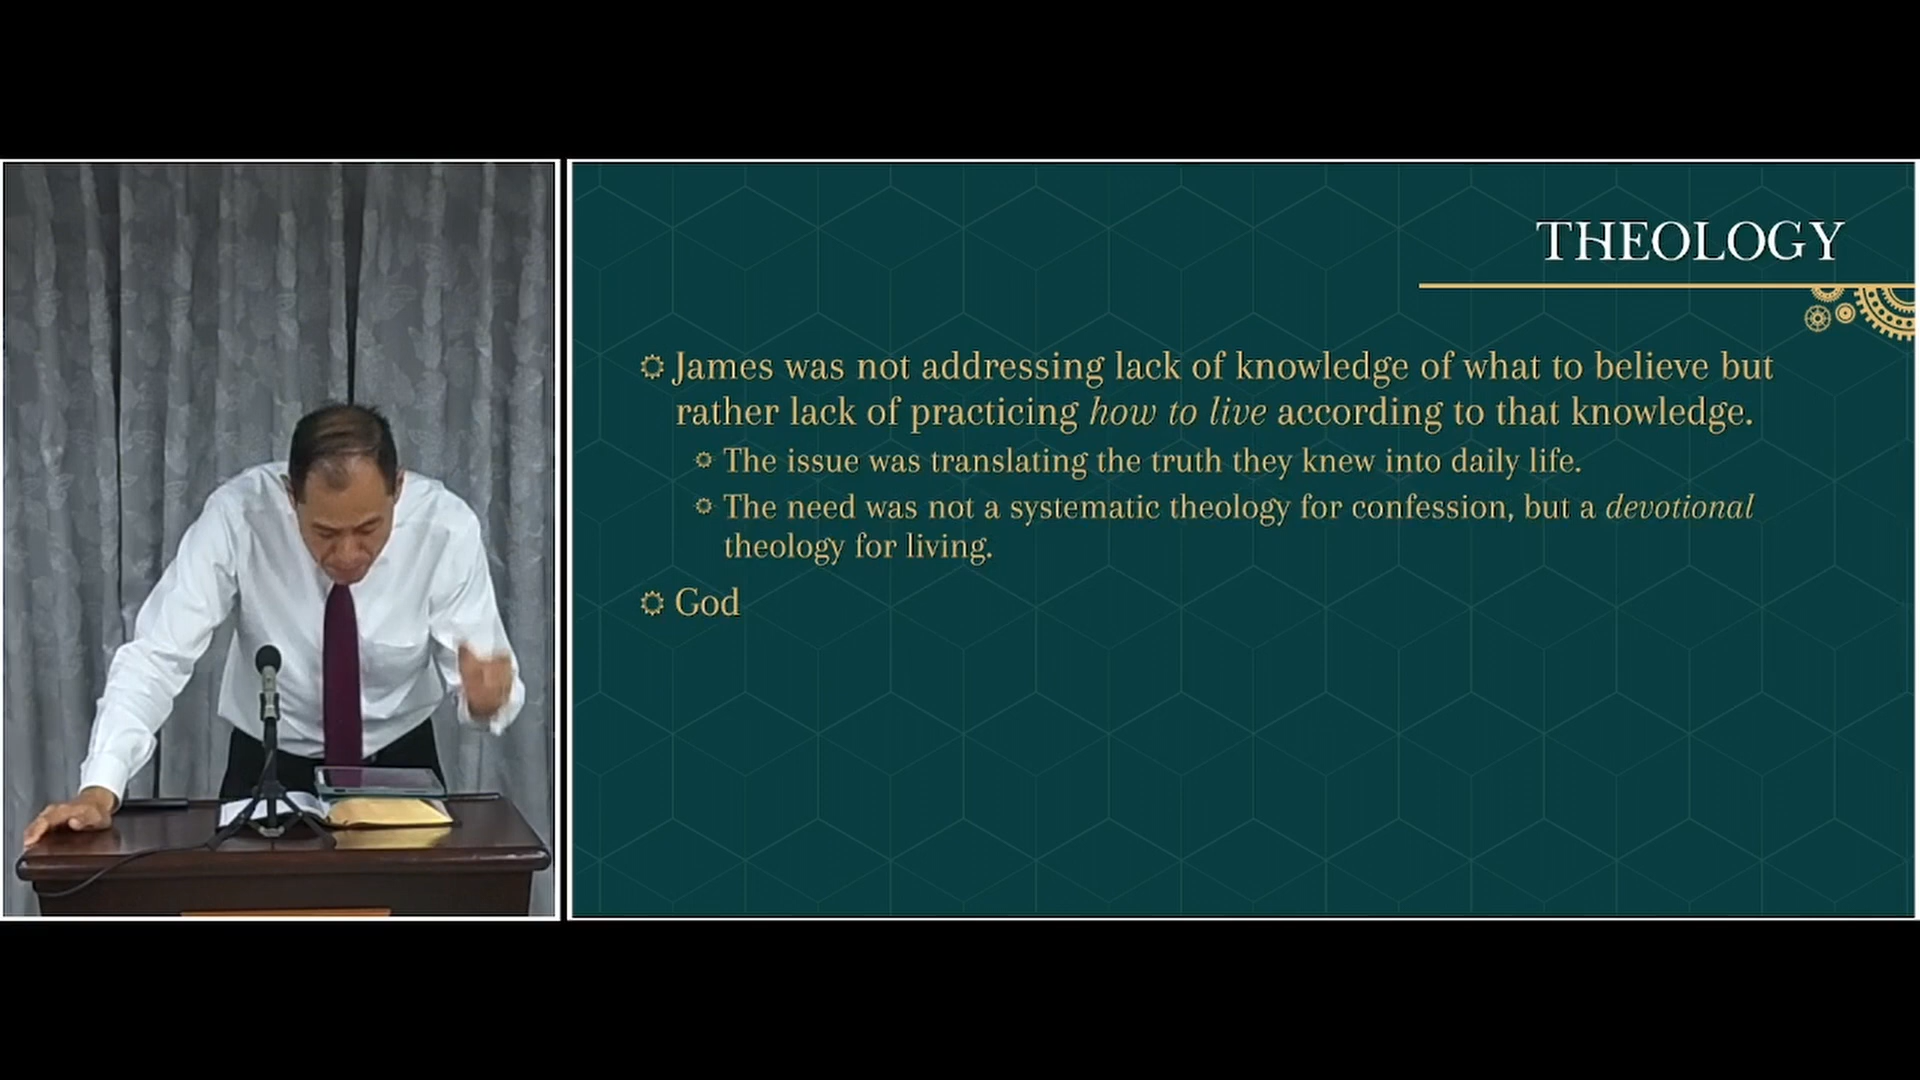 THEOLOGY
James was not addressing lack of knowledge of what to believe but
rather lack of practicing how to live according to that knowledge.
The issue was translating the truth they knew into daily life.
The need was not a systematic theology for confession, but a devotional
theology for living.
God